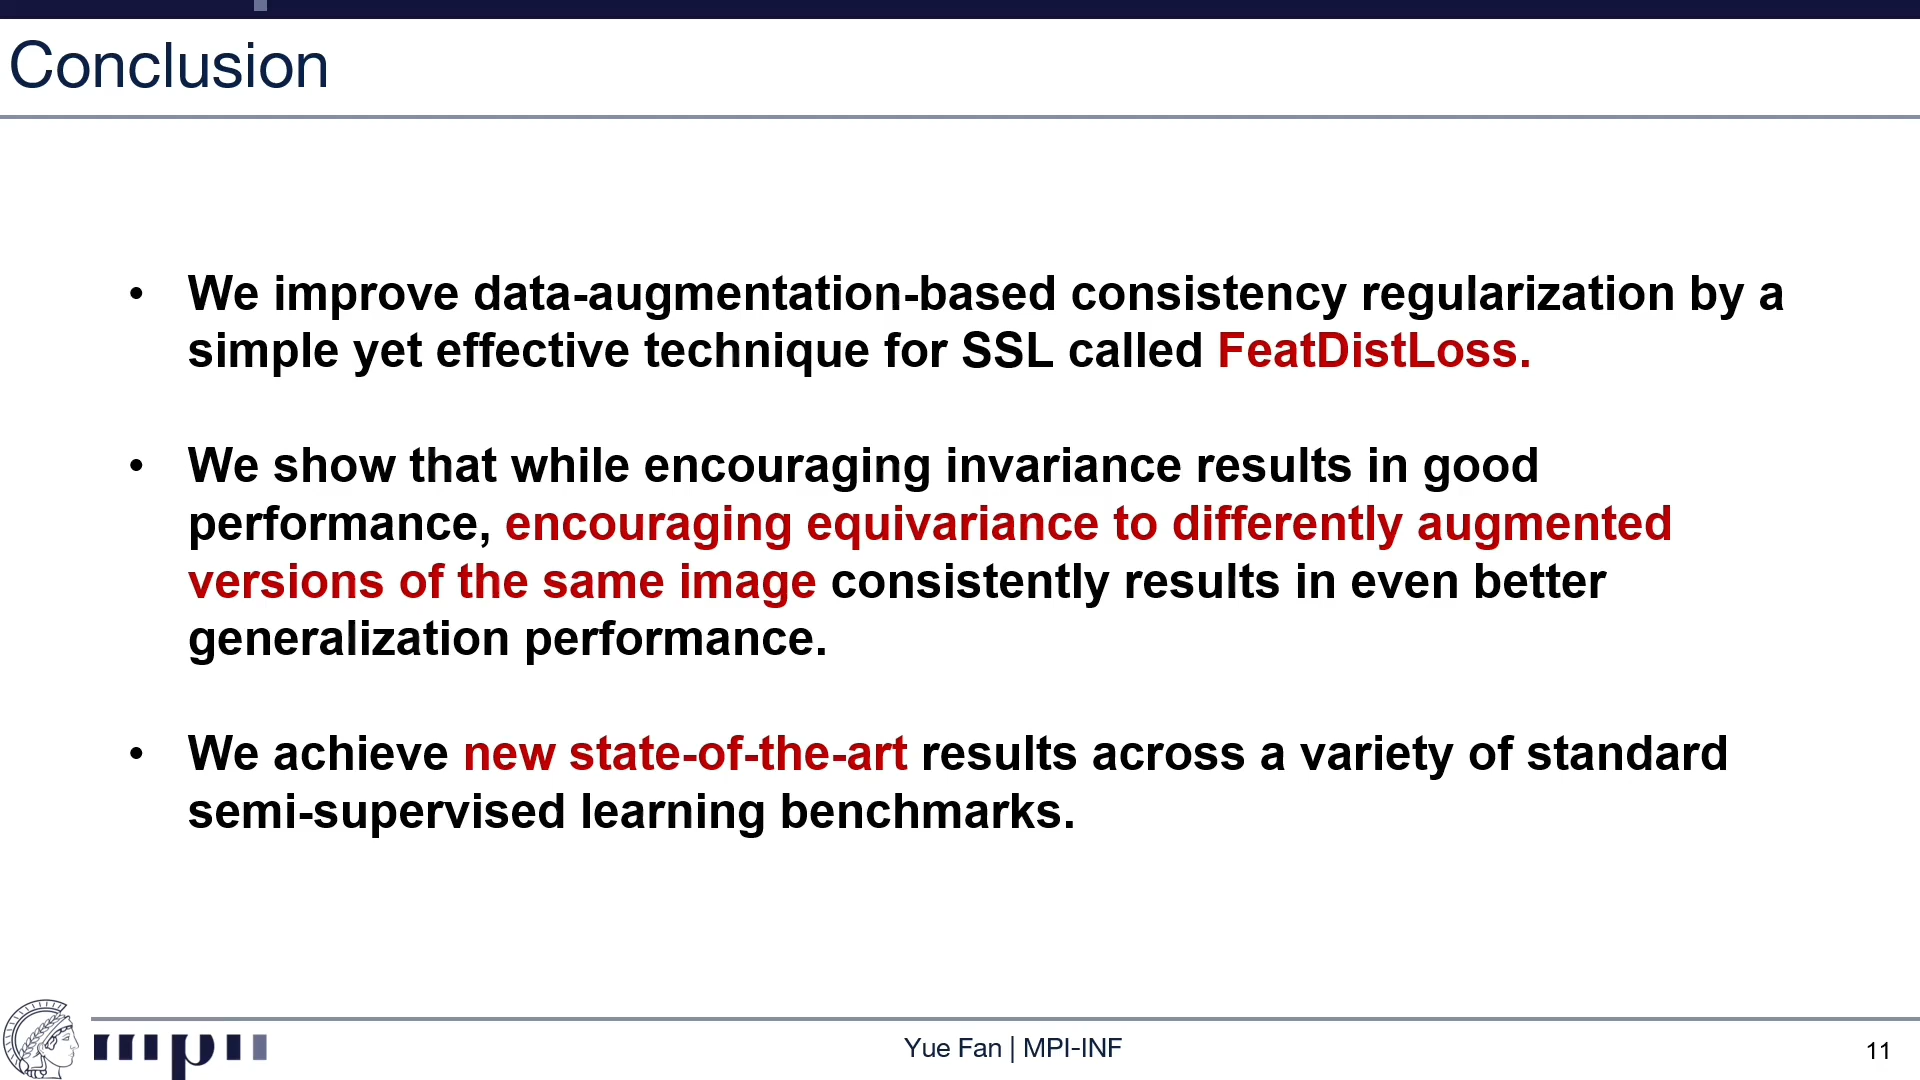 Conclusion
• We improve data-augmentation-based consistency regularization by a
simple yet effective technique for SSL called FeatDistLoss.
• We show that while encouraging invariance results in good
performance, encouraging equivariance to differently augmented
versions of the same image consistently results in even better
generalization performance.
• We achieve new state-of-the-art results across a variety of standard
semi-supervised learning benchmarks.
mpii
Yue Fan | MPI-INF
11